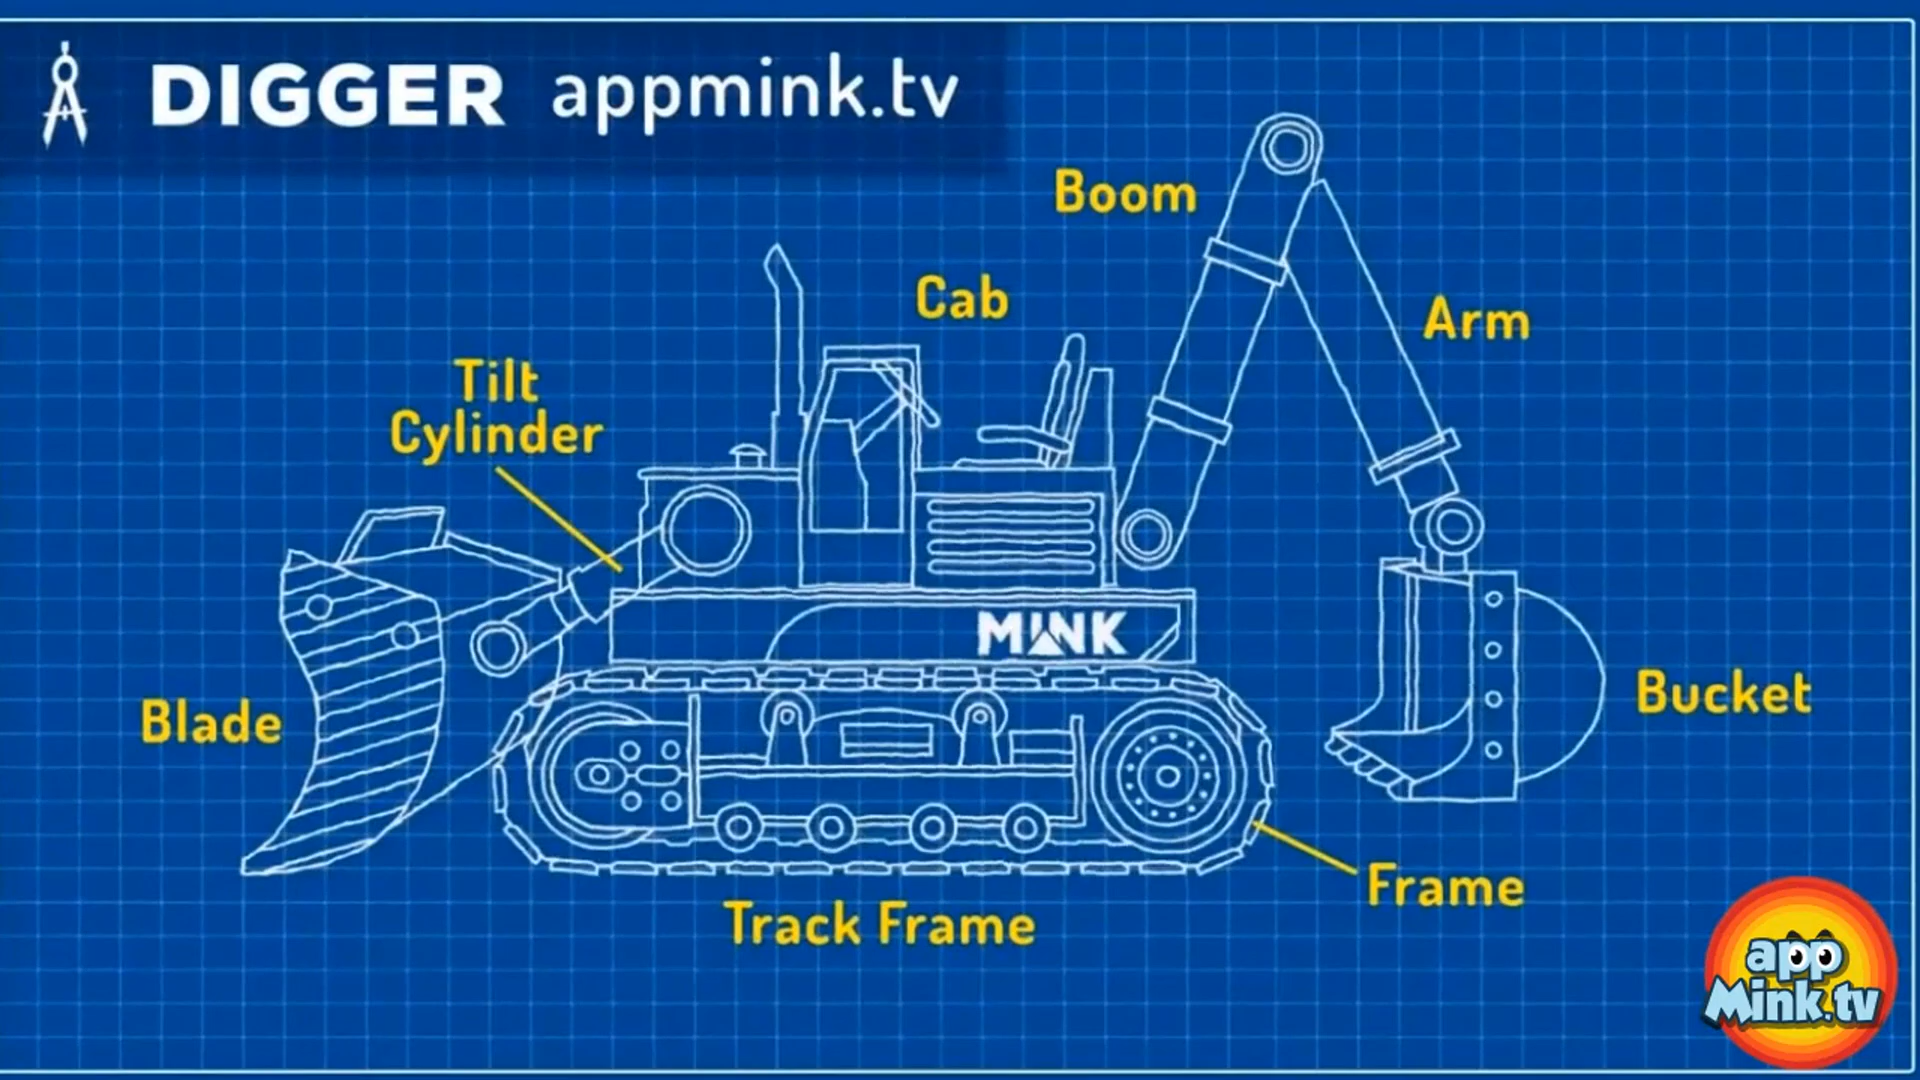 DIGGER appmink.tv
Boom
Cab
Arm
Tilt
Cylinder
MINK
Blade
Bucket
Frame
Track Frame
app
Mink.tv